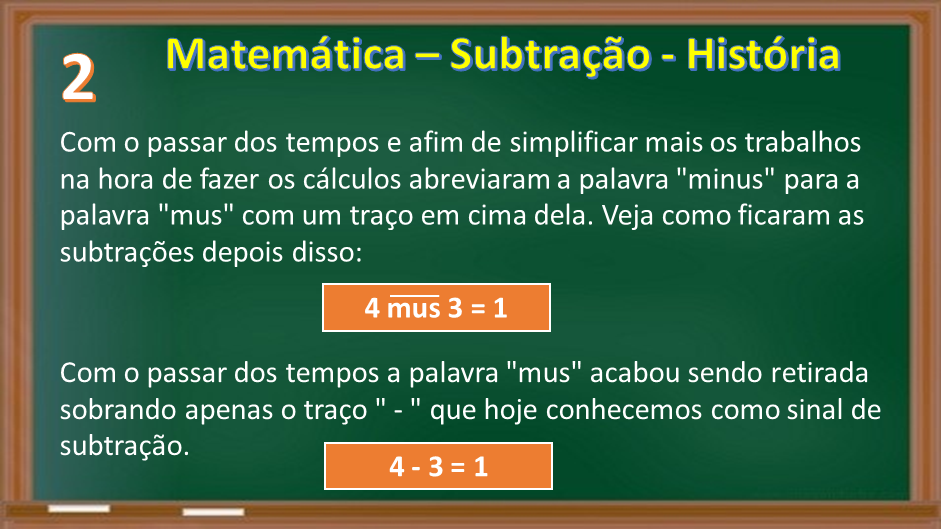 2
Matemática – Subtração - História
Com o passar dos tempos e afim de simplificar mais os trabalhos
na hora de fazer os cálculos abreviaram a palavra "minus" para a
palavra "mus" com um traço em cima dela. Veja como ficaram as
subtrações depois disso:
4 m̅u̅s̅ 3 = 1
Com o passar dos tempos a palavra "mus" acabou sendo retirada
sobrando apenas o traço " - " que hoje conhecemos como sinal de
subtração.
4 - 3 = 1